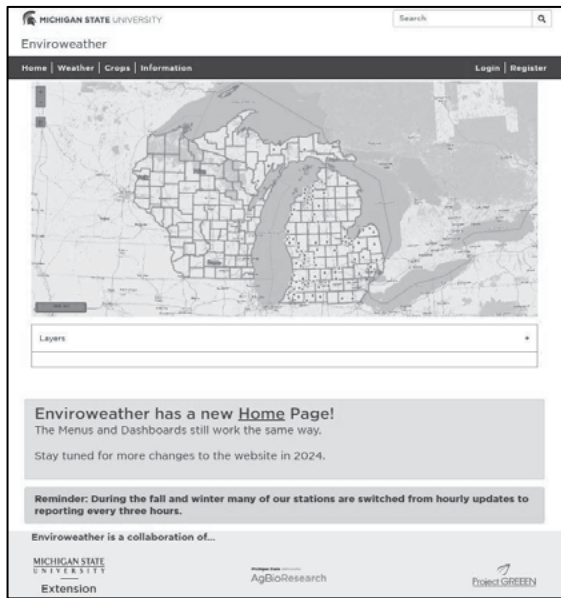 MICHIGAN STATE UNIVERSITY
Search
Enviroweather
Home | Weather | Crops | Information
Login | Register
Layers
+
Enviroweather has a new Home Page!
The Menus and Dashboards still work the same way.
Stay tuned for more changes to the website in 2024.
Reminder: During the fall and winter many of our stations are switched from hourly updates to
reporting every three hours.
Enviroweather is a collaboration of...
MICHIGAN STATE
UNIVERSITY
Extension
AgBioResearch
Project GREEEN